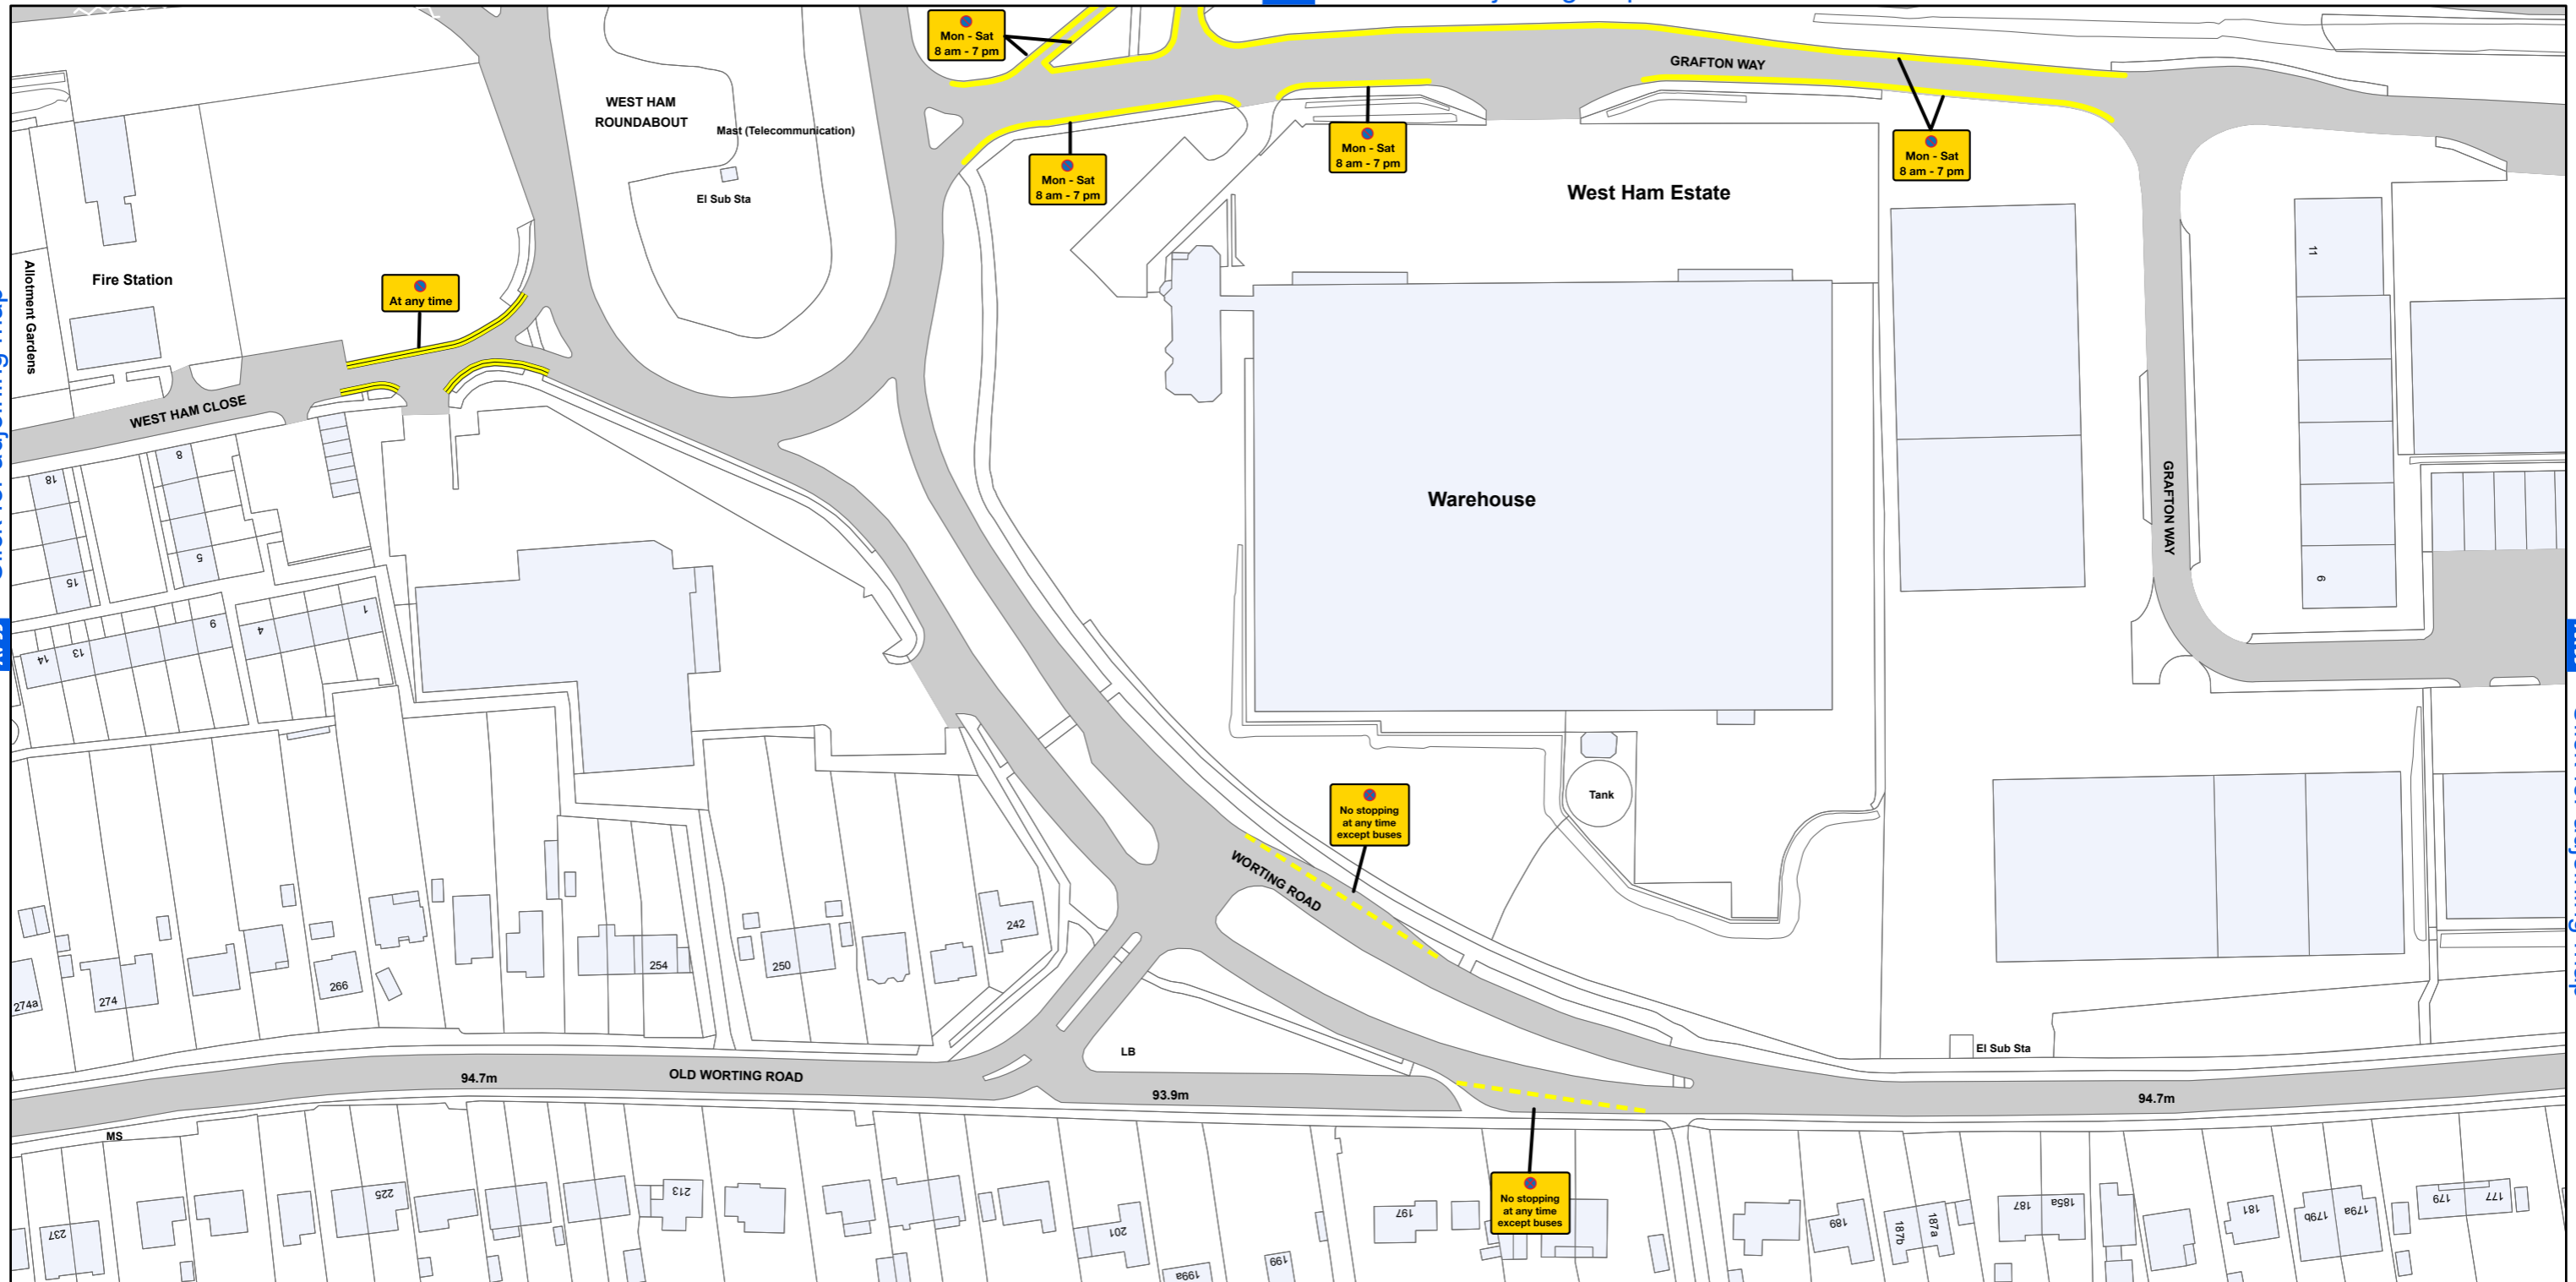 Mon - Sat
8 am - 7 pm
GRAFTON WAY
WEST HAM
ROUNDABOUT
Mast (Telecommunication)
Mon - Sat
8 am - 7 pm
Mon - Sat
8 am - 7 pm
Mon - Sat
8 am - 7 pm
El Sub Sta
West Ham Estate
11
Fire Station
Allotment Gardens
At any time
WEST HAM CLOSE
8
18
5
15
Warehouse
GRAFTON WAY
6
1
4
9
13
14
Tank
No stopping
at any time
except buses
WORTING ROAD
242
254
250
266
274
274a
El Sub Sta
LB
94.7m
OLD WORTING ROAD
93.9m
94.7m
MS
No stopping
at any time
except buses
237
225
213
201
199a
199
197
189
187b
187a
187
185a
181
179b
179a
179
177